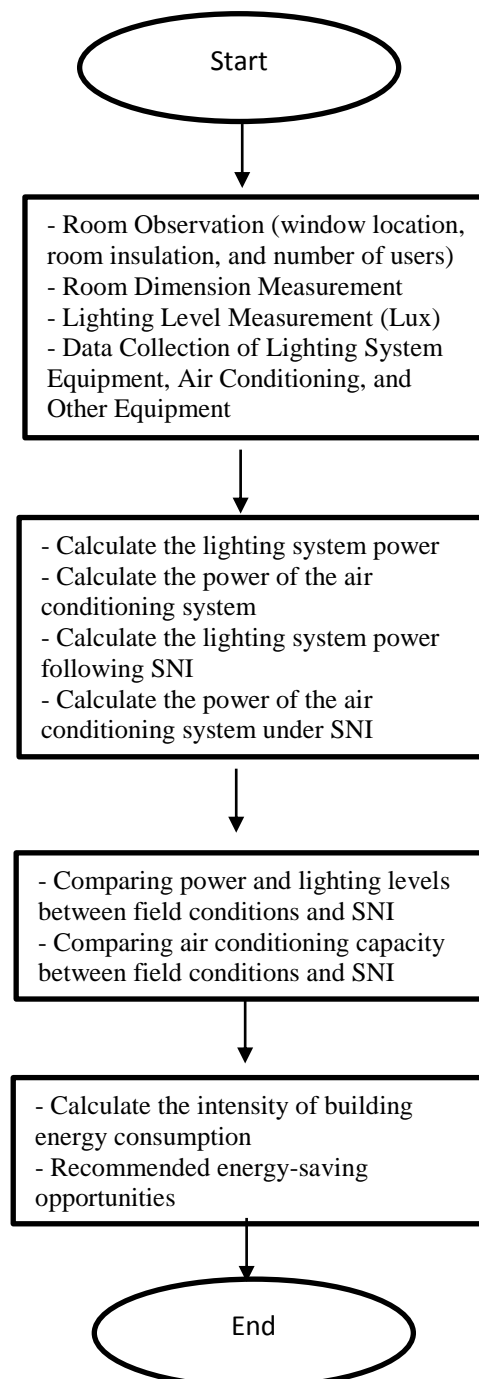 Start
- Room Observation (window location,
room insulation, and number of users)
- Room Dimension Measurement
- Lighting Level Measurement (Lux)
- Data Collection of Lighting System
Equipment, Air Conditioning, and
Other Equipment
- Calculate the lighting system power
- Calculate the power of the air
conditioning system
- Calculate the lighting system power
following SNI
- Calculate the power of the air
conditioning system under SNI
- Comparing power and lighting levels
between field conditions and SNI
- Comparing air conditioning capacity
between field conditions and SNI
- Calculate the intensity of building
energy consumption
- Recommended energy-saving
opportunities
End